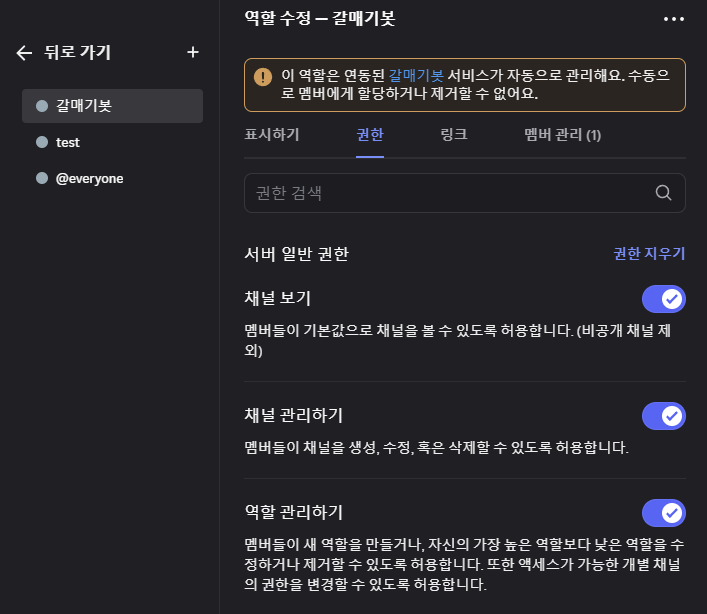 역할 수정 — 갈매기봇
뒤로 가기
갈매기봇
test
@everyone
이 역할은 연동된 갈매기봇 서비스가 자동으로 관리해요. 수동으
로 멤버에게 할당하거나 제거할 수 없어요.
표시하기 권한 링크 멤버 관리 (1)
권한 검색
서버 일반 권한 권한 지우기
채널 보기
멤버들이 기본값으로 채널을 볼 수 있도록 허용합니다. (비공개 채널 제
외)
채널 관리하기
멤버들이 채널을 생성, 수정, 혹은 삭제할 수 있도록 허용합니다.
역할 관리하기
멤버들이 새 역할을 만들거나, 자신의 가장 높은 역할보다 낮은 역할을 수
정하거나 제거할 수 있도록 허용합니다. 또한 액세스가 가능한 개별 채널
의 권한을 변경할 수 있도록 허용합니다.